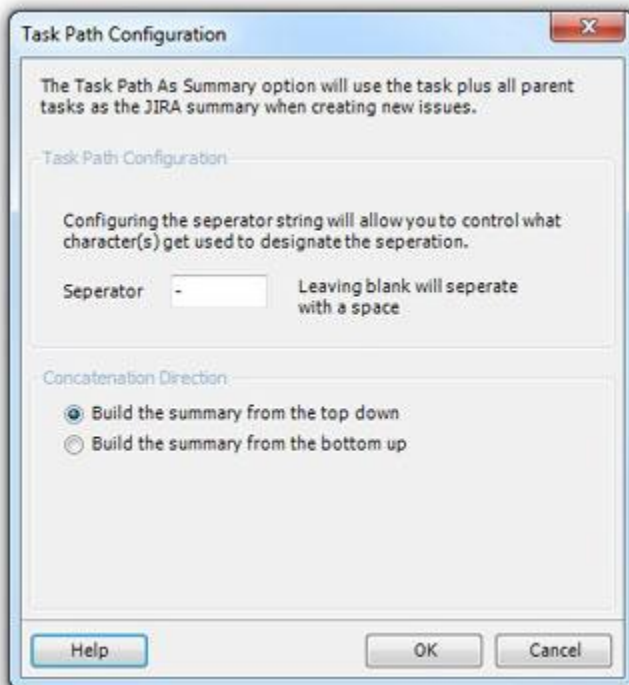 Task Path Configuration
The Task Path As Summary option will use the task plus all parent
tasks as the JIRA summary when creating new issues.
Task Path Configuration
Configuring the seperator string will allow you to control what
character(s) get used to designate the seperation.
Seperator - Leaving blank will seperate
with a space
Concatenation Direction
Build the summary from the top down
Build the summary from the bottom up
Help OK Cancel